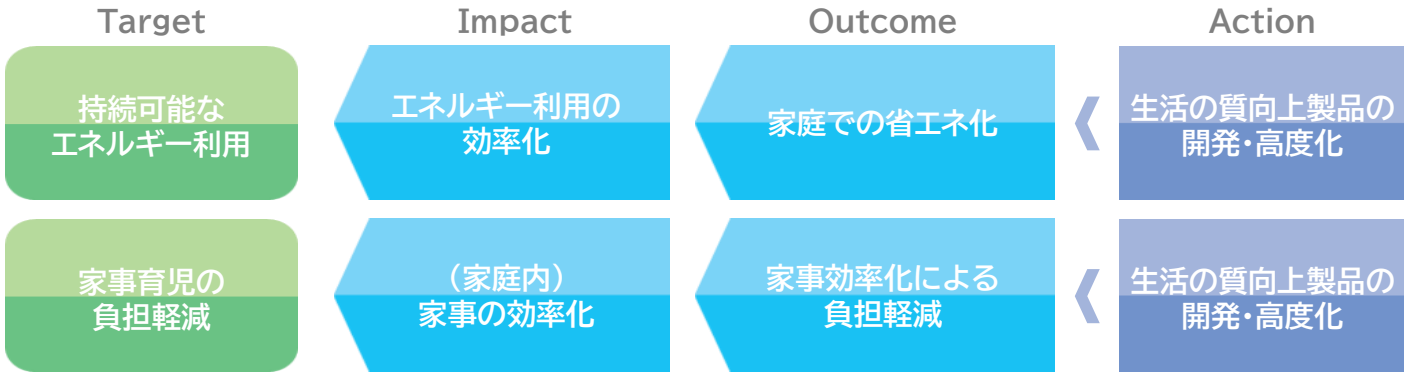 Target
Impact
Outcome
Action
持続可能な
エネルギー利用
エネルギー利用の
効率化
家庭での省エネ化
生活の質向上製品の
開発・高度化
家事育児の
負担軽減
（家庭内）
家事の効率化
家事効率化による
負担軽減
生活の質向上製品の
開発・高度化